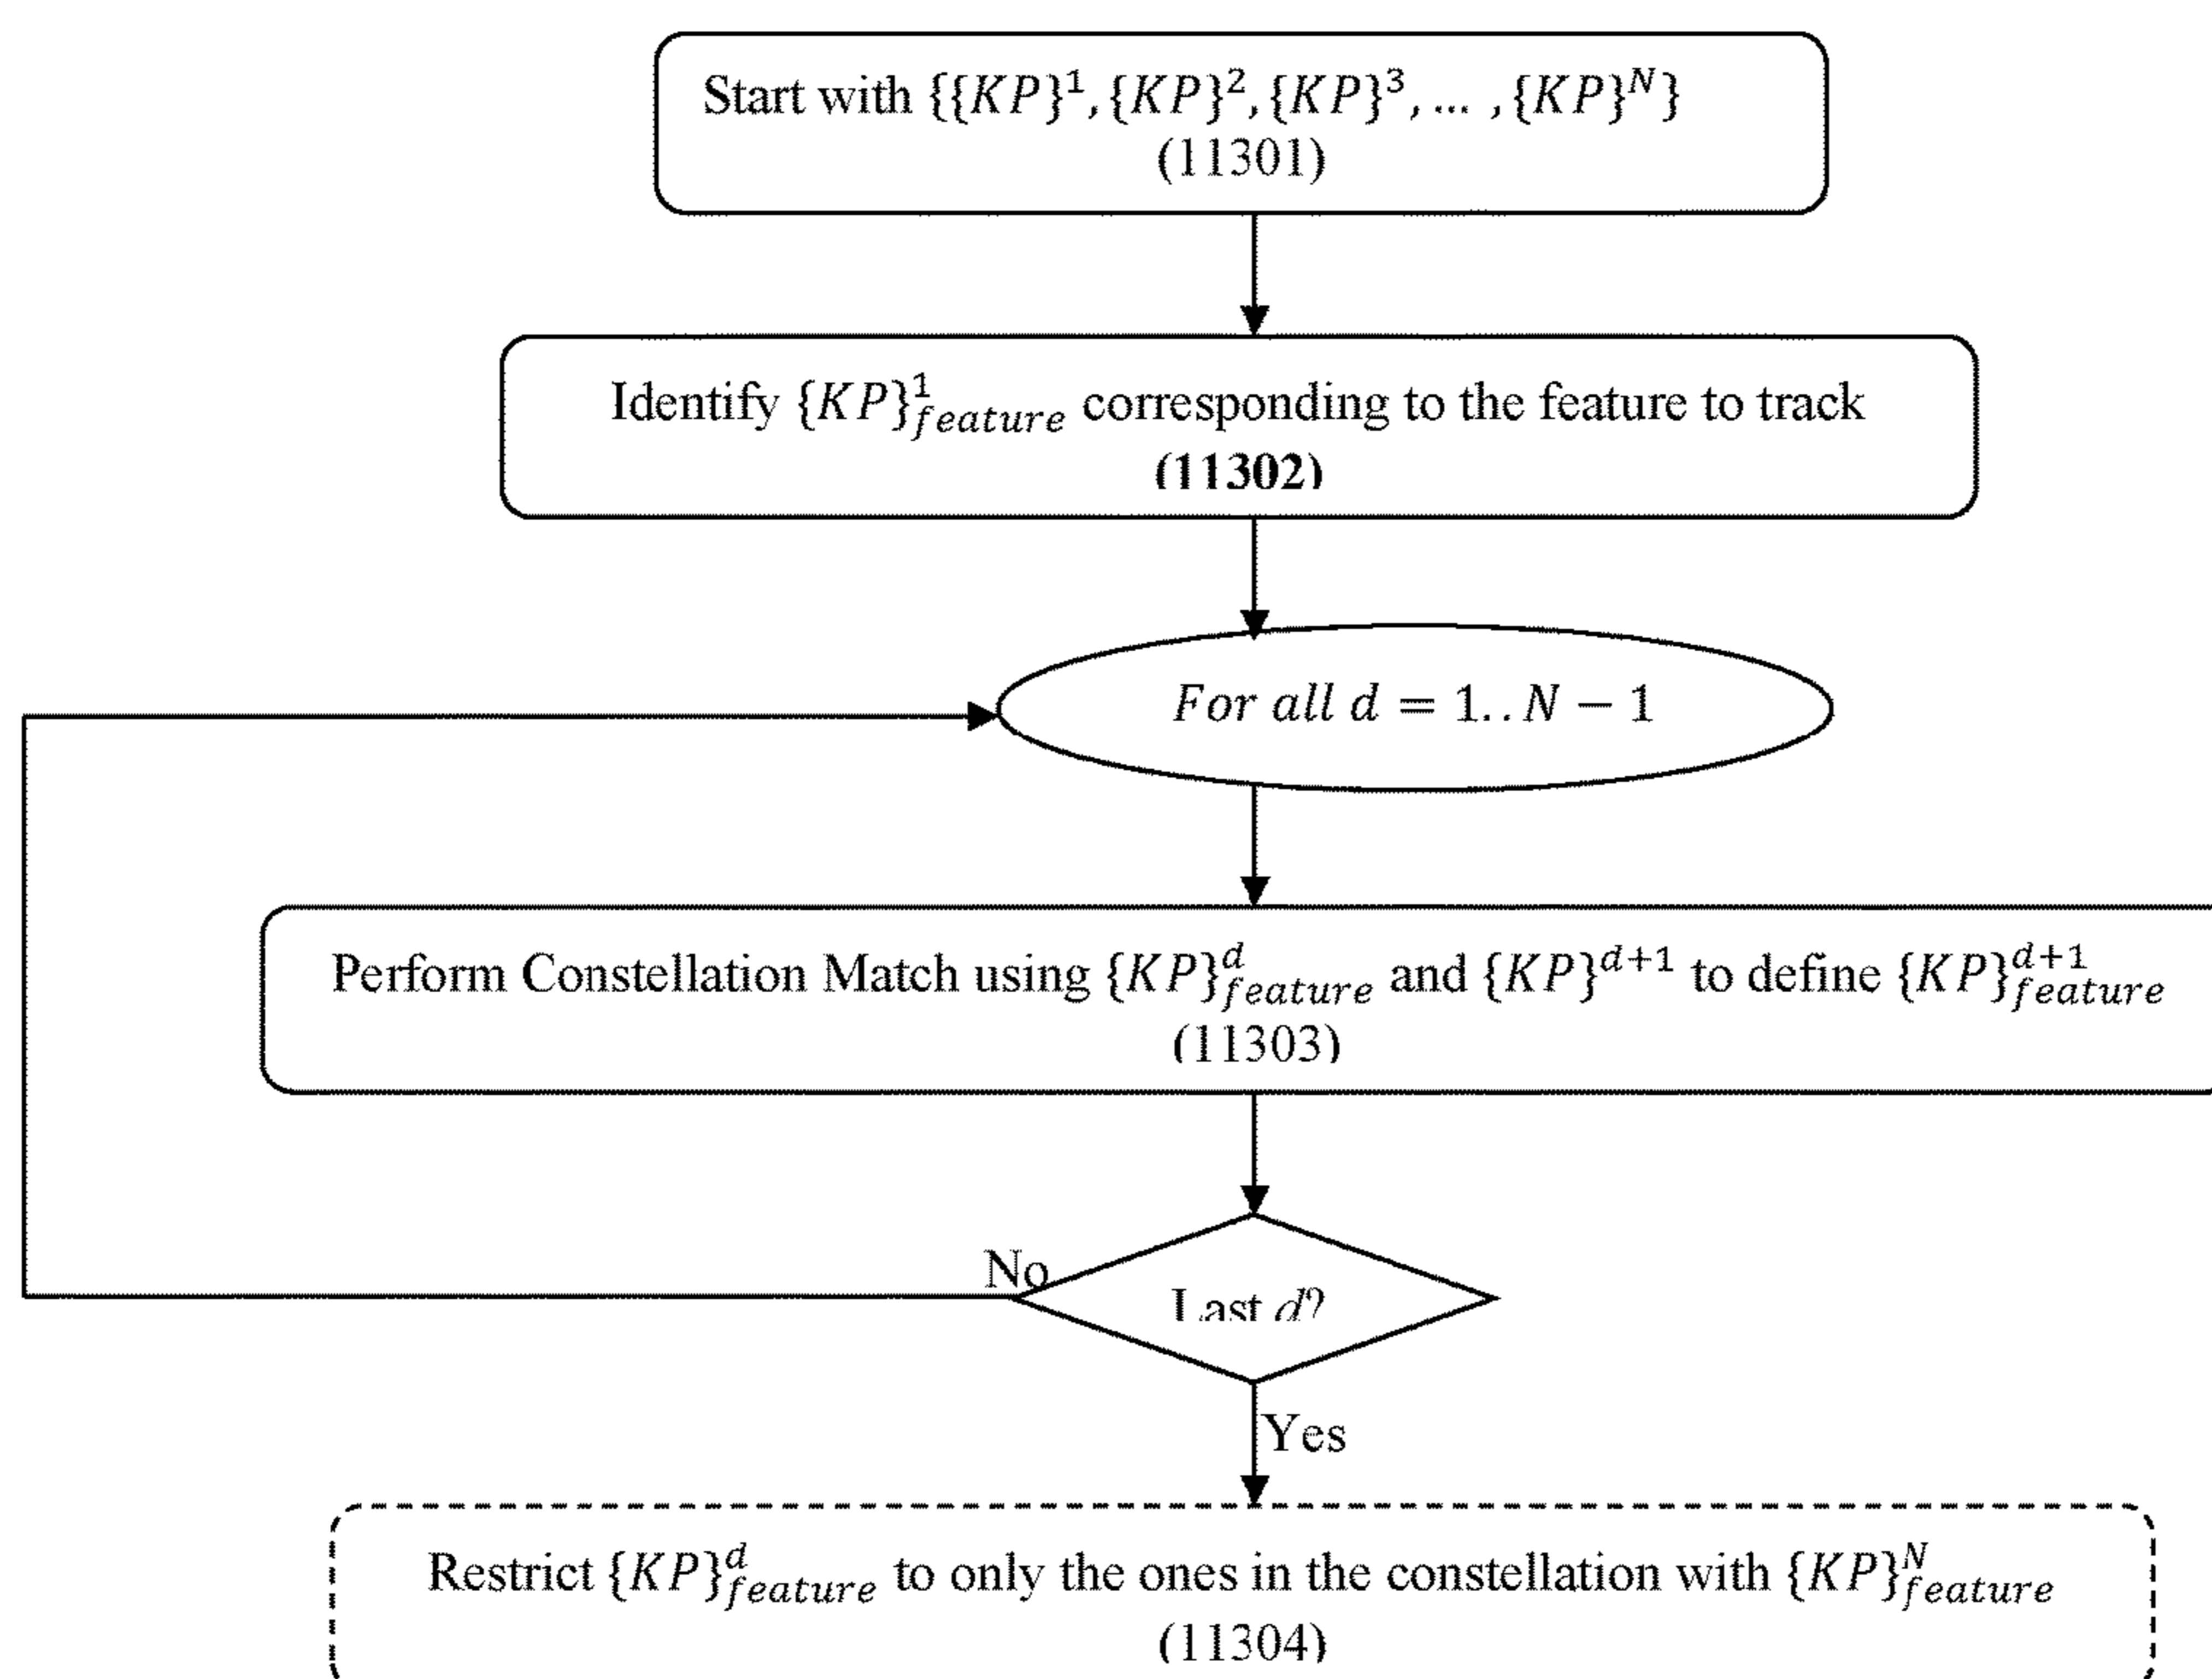 Start with {{KP}¹, {KP}², {KP}³, ... , {KP}ᴺ}
(11301)
Identify {KP}¹_feature corresponding to the feature to track
(11302)
For all d = 1. . N − 1
Perform Constellation Match using {KP}^d_feature and {KP}^{d+1} to define {KP}^{d+1}_feature
(11303)
No
Last d?
Yes
Restrict {KP}^d_feature to only the ones in the constellation with {KP}^N_feature
(11304)